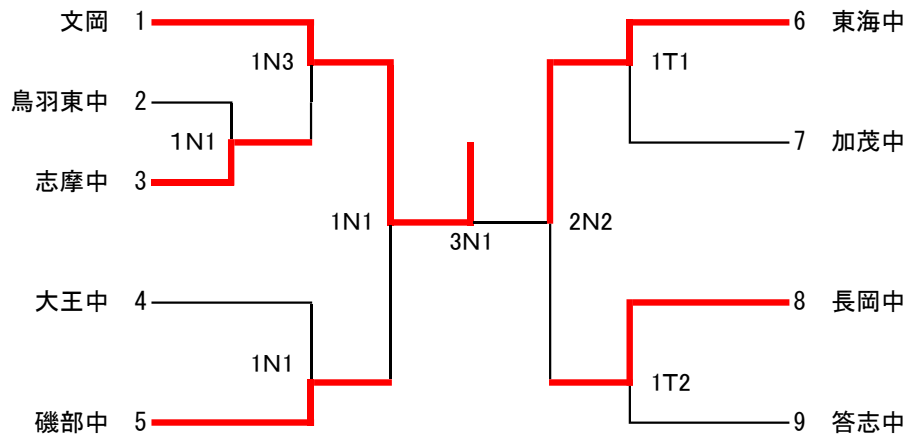 文岡 1
1N3
鳥羽東中 2
1N1
志摩中 3
1N1
3N1
大王中 4
1N1
磯部中 5
6 東海中
1T1
7 加茂中
2N2
8 長岡中
1T2
9 答志中